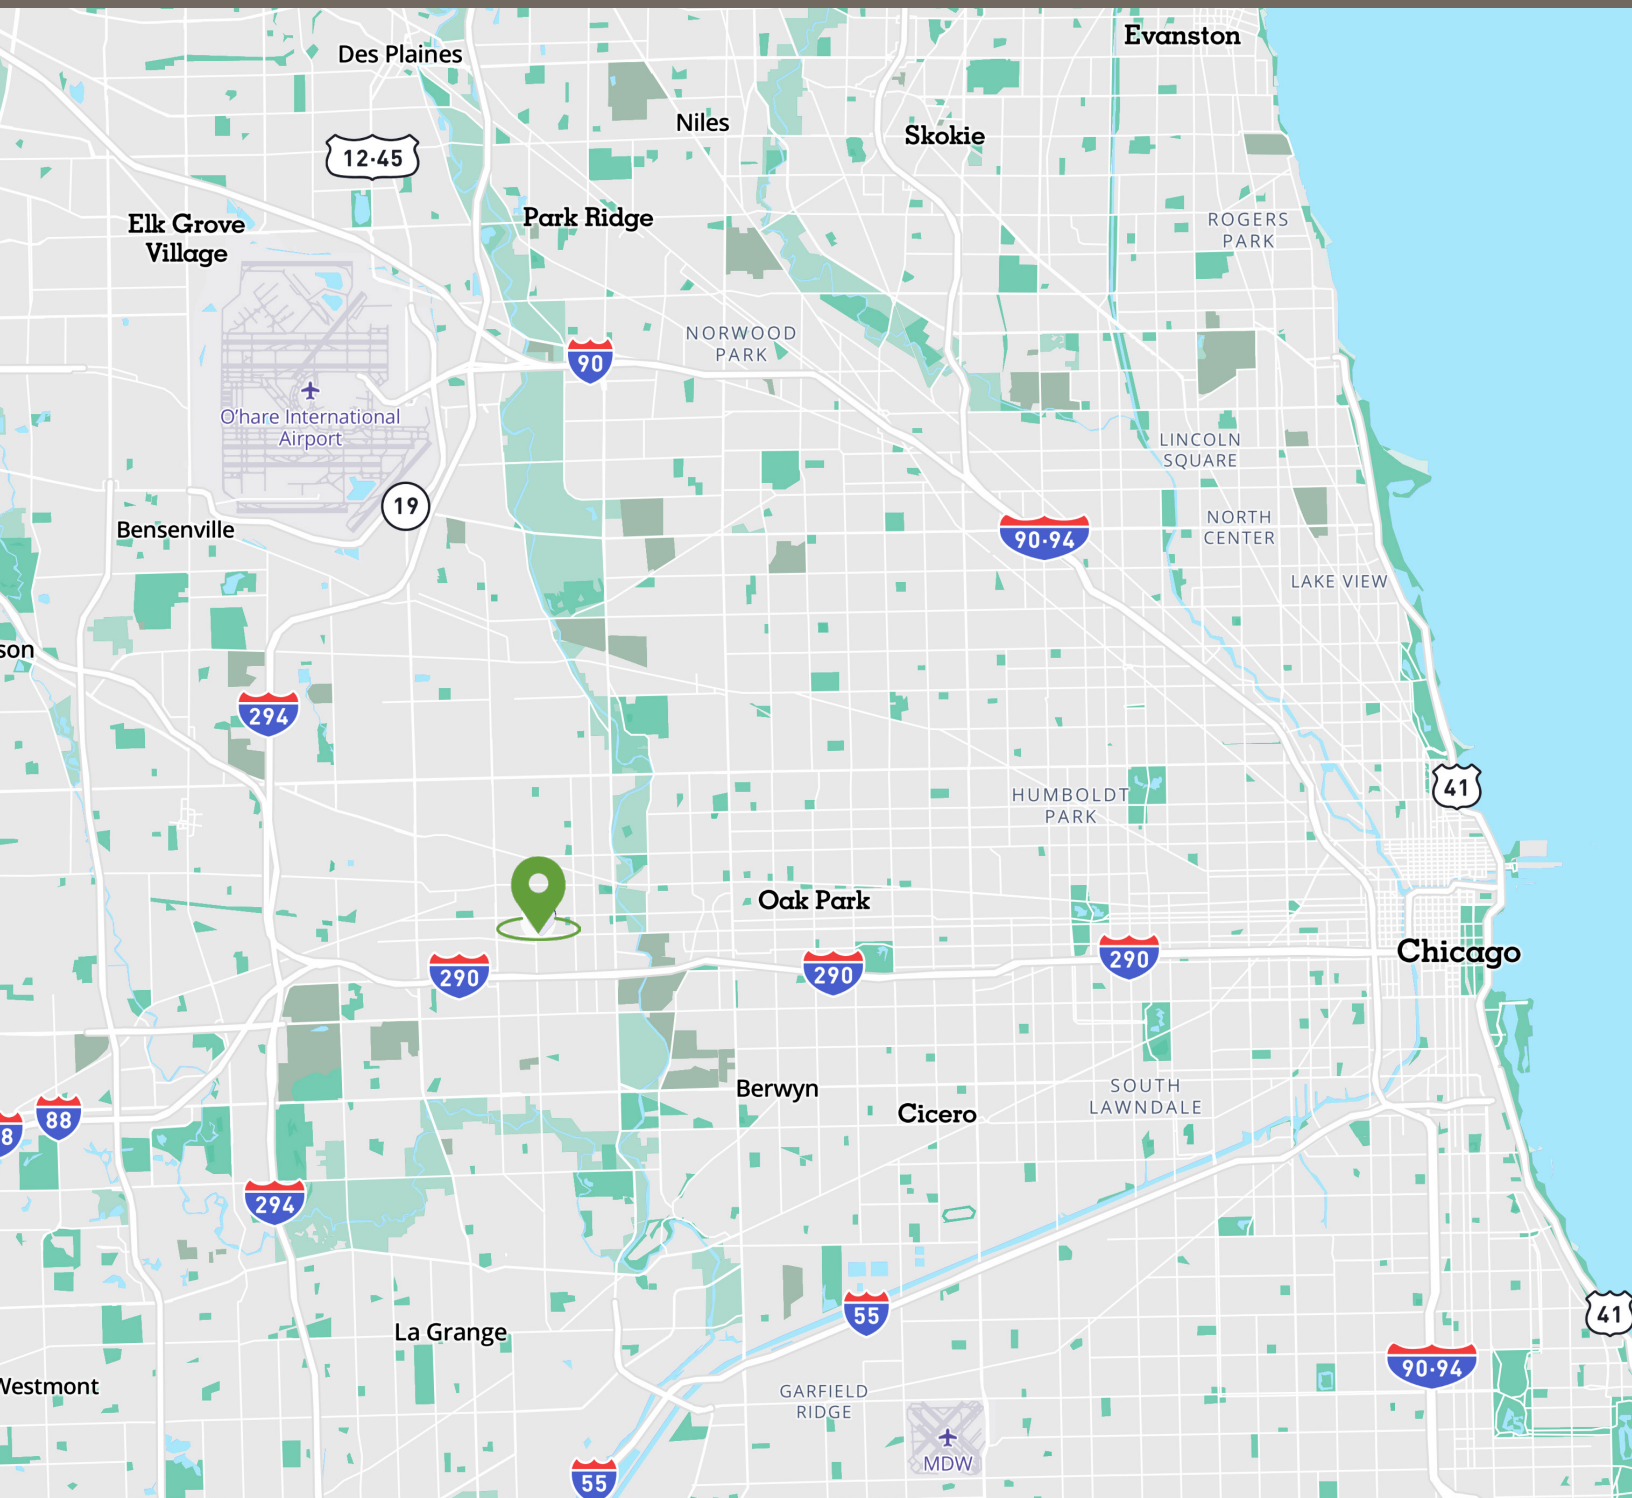 Evanston
Des Plaines
Niles
Skokie
12·45
Elk Grove
Village
Park Ridge
ROGERS
PARK
NORWOOD
PARK
90
O'hare International
Airport
LINCOLN
SQUARE
19
Bensenville
NORTH
CENTER
90·94
LAKE VIEW
son
294
41
HUMBOLDT
PARK
Oak Park
Chicago
290
290
290
Berwyn
SOUTH
LAWNDALE
Cicero
88
8
294
55
La Grange
41
90·94
Westmont
GARFIELD
RIDGE
MDW
55